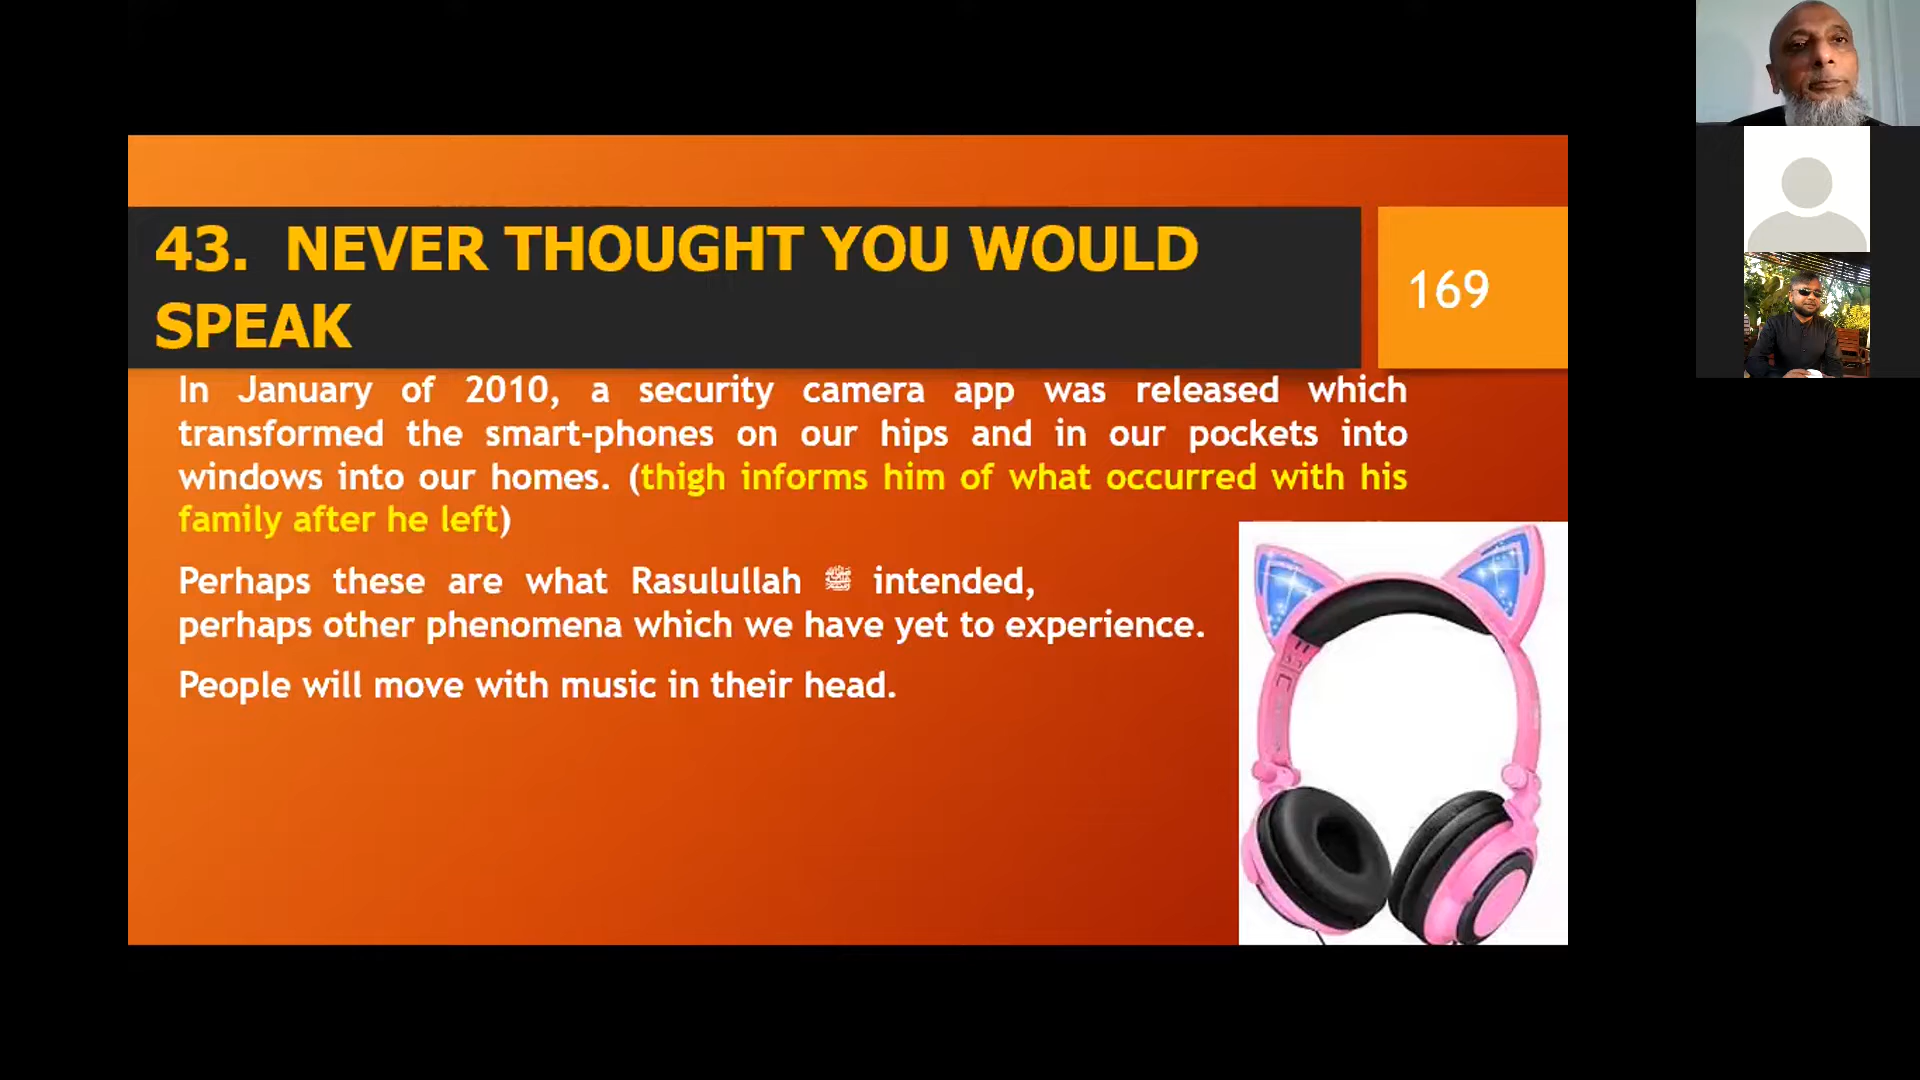 43. NEVER THOUGHT YOU WOULD
SPEAK
169
In January of 2010, a security camera app was released which
transformed the smart-phones on our hips and in our pockets into
windows into our homes. (thigh informs him of what occurred with his
family after he left)
Perhaps these are what Rasulullah ﷺ intended,
perhaps other phenomena which we have yet to experience.
People will move with music in their head.